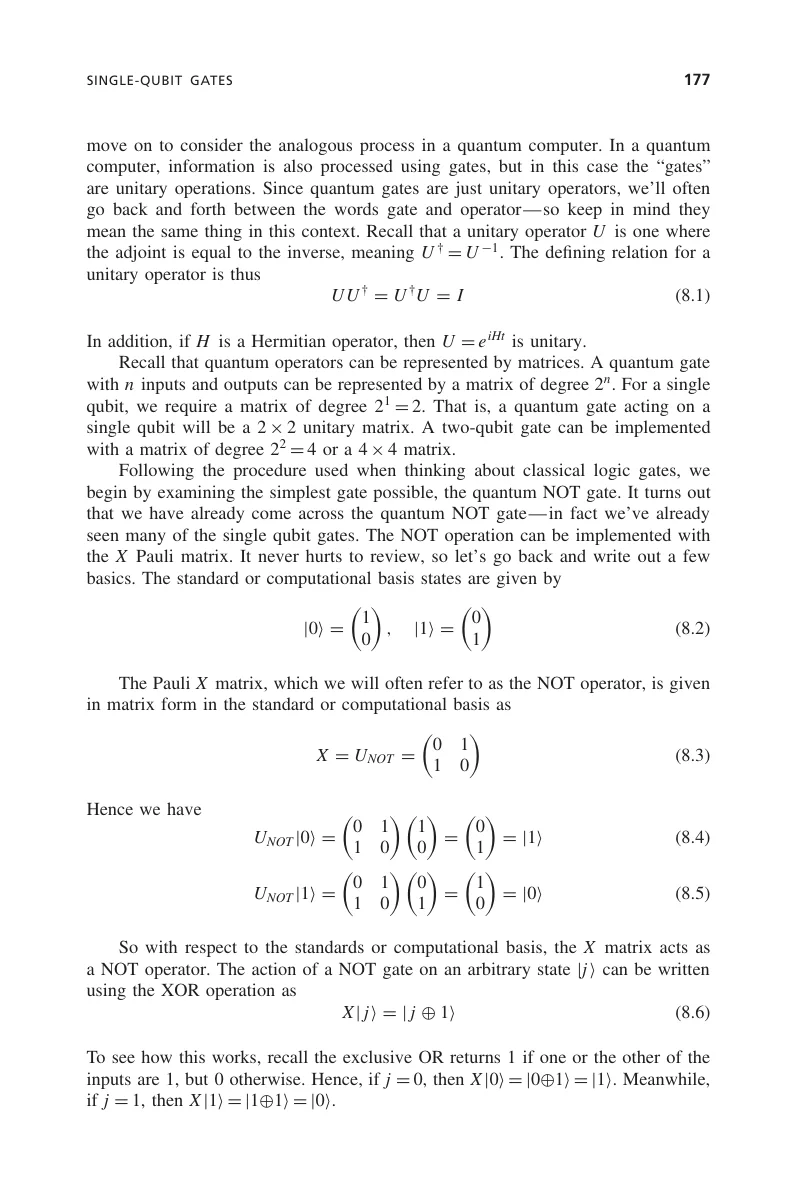 SINGLE-QUBIT GATES 177
move on to consider the analogous process in a quantum computer. In a quantum
computer, information is also processed using gates, but in this case the “gates”
are unitary operations. Since quantum gates are just unitary operators, we’ll often
go back and forth between the words gate and operator—so keep in mind they
mean the same thing in this context. Recall that a unitary operator U is one where
the adjoint is equal to the inverse, meaning U† = U⁻¹. The defining relation for a
unitary operator is thus
UU† = U†U = I (8.1)
In addition, if H is a Hermitian operator, then U = e^{iHt} is unitary.
Recall that quantum operators can be represented by matrices. A quantum gate
with n inputs and outputs can be represented by a matrix of degree 2ⁿ. For a single
qubit, we require a matrix of degree 2¹ = 2. That is, a quantum gate acting on a
single qubit will be a 2 × 2 unitary matrix. A two-qubit gate can be implemented
with a matrix of degree 2² = 4 or a 4 × 4 matrix.
Following the procedure used when thinking about classical logic gates, we
begin by examining the simplest gate possible, the quantum NOT gate. It turns out
that we have already come across the quantum NOT gate—in fact we’ve already
seen many of the single qubit gates. The NOT operation can be implemented with
the X Pauli matrix. It never hurts to review, so let’s go back and write out a few
basics. The standard or computational basis states are given by
|0⟩ = (1 0), |1⟩ = (0 1) (8.2)
The Pauli X matrix, which we will often refer to as the NOT operator, is given
in matrix form in the standard or computational basis as
X = U_NOT = (0 1 1 0) (8.3)
Hence we have
U_NOT|0⟩ = (0 1 1 0) (1 0) = (0 1) = |1⟩ (8.4)
U_NOT|1⟩ = (0 1 1 0) (0 1) = (1 0) = |0⟩ (8.5)
So with respect to the standards or computational basis, the X matrix acts as
a NOT operator. The action of a NOT gate on an arbitrary state |j⟩ can be written
using the XOR operation as
X|j⟩ = |j ⊕ 1⟩ (8.6)
To see how this works, recall the exclusive OR returns 1 if one or the other of the
inputs are 1, but 0 otherwise. Hence, if j = 0, then X|0⟩ = |0⊕1⟩ = |1⟩. Meanwhile,
if j = 1, then X|1⟩ = |1⊕1⟩ = |0⟩.